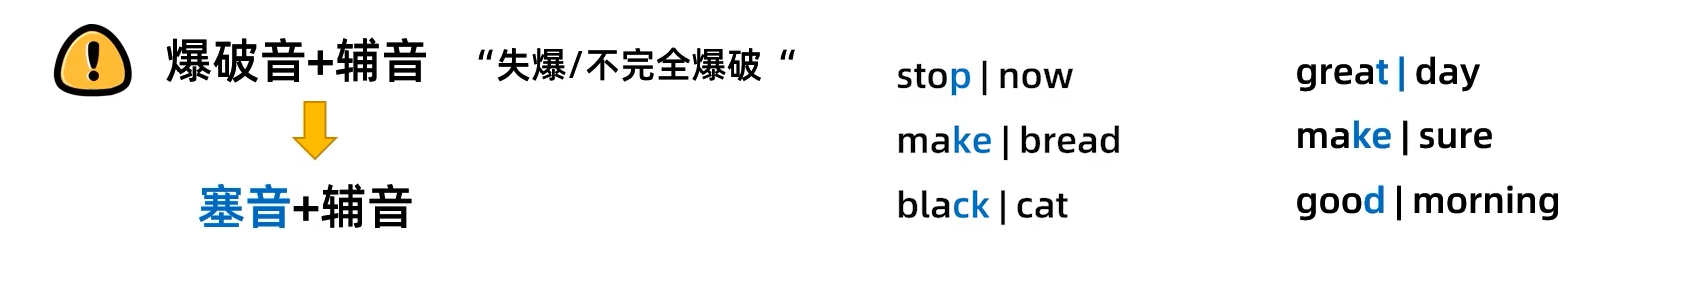 爆破音+辅音 “失爆/不完全爆破 “
塞音+辅音
stop | now
make | bread
black | cat
great | day
make | sure
good | morning